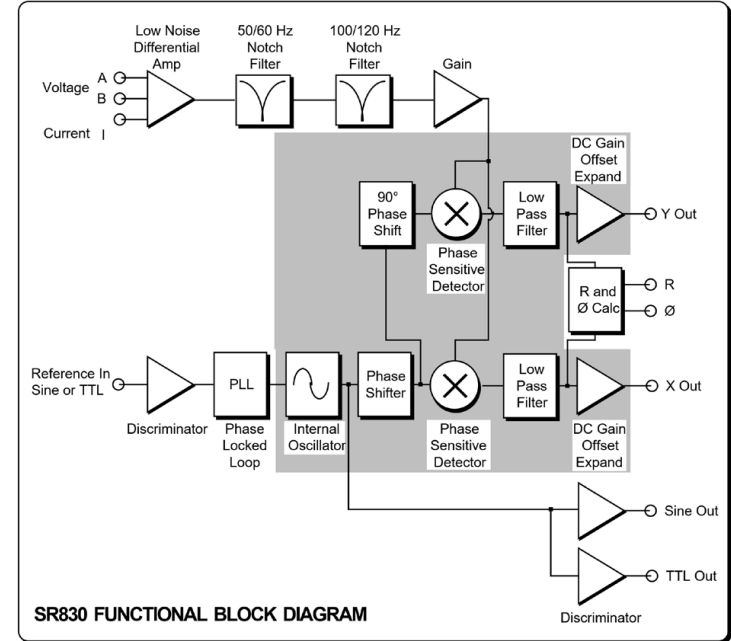 Low Noise
Differential
Amp
50/60 Hz
Notch
Filter
100/120 Hz
Notch
Filter
Gain
Voltage
A
B
Current
I
DC Gain
Offset
Expand
90°
Phase
Shift
Low
Pass
Filter
Y Out
Phase
Sensitive
Detector
R and
Ø Calc
R
Ø
Reference In
Sine or TTL
PLL
Phase
Shifter
Low
Pass
Filter
X Out
Discriminator
Phase
Locked
Loop
Internal
Oscillator
Phase
Sensitive
Detector
DC Gain
Offset
Expand
Sine Out
TTL Out
Discriminator
SR830 FUNCTIONAL BLOCK DIAGRAM